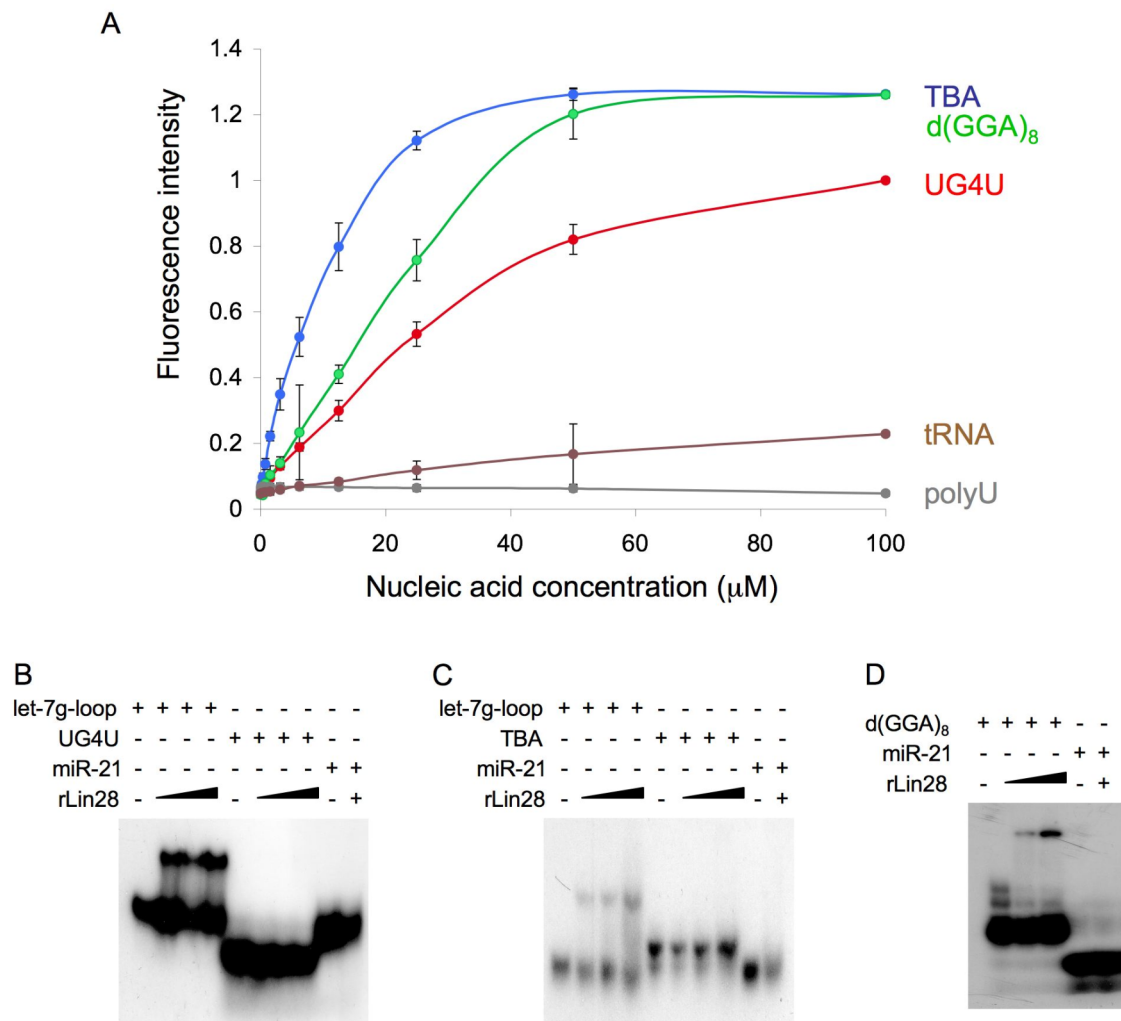 A
1.4
1.2
1
0.8
0.6
0.4
0.2
0
Fluorescence intensity
0 20 40 60 80 100
Nucleic acid concentration (μM)
TBA
d(GGA)₈
UG4U
tRNA
polyU
B
let-7g-loop + + + + - - - - - -
UG4U - - - - + + + + - -
miR-21 - - - - - - - - + +
rLin28 - - - +
C
let-7g-loop + + + + - - - - - -
TBA - - - - + + + + - -
miR-21 - - - - - - - - + +
rLin28 - - - +
D
d(GGA)₈ + + + + - -
miR-21 - - - - + +
rLin28 - - +